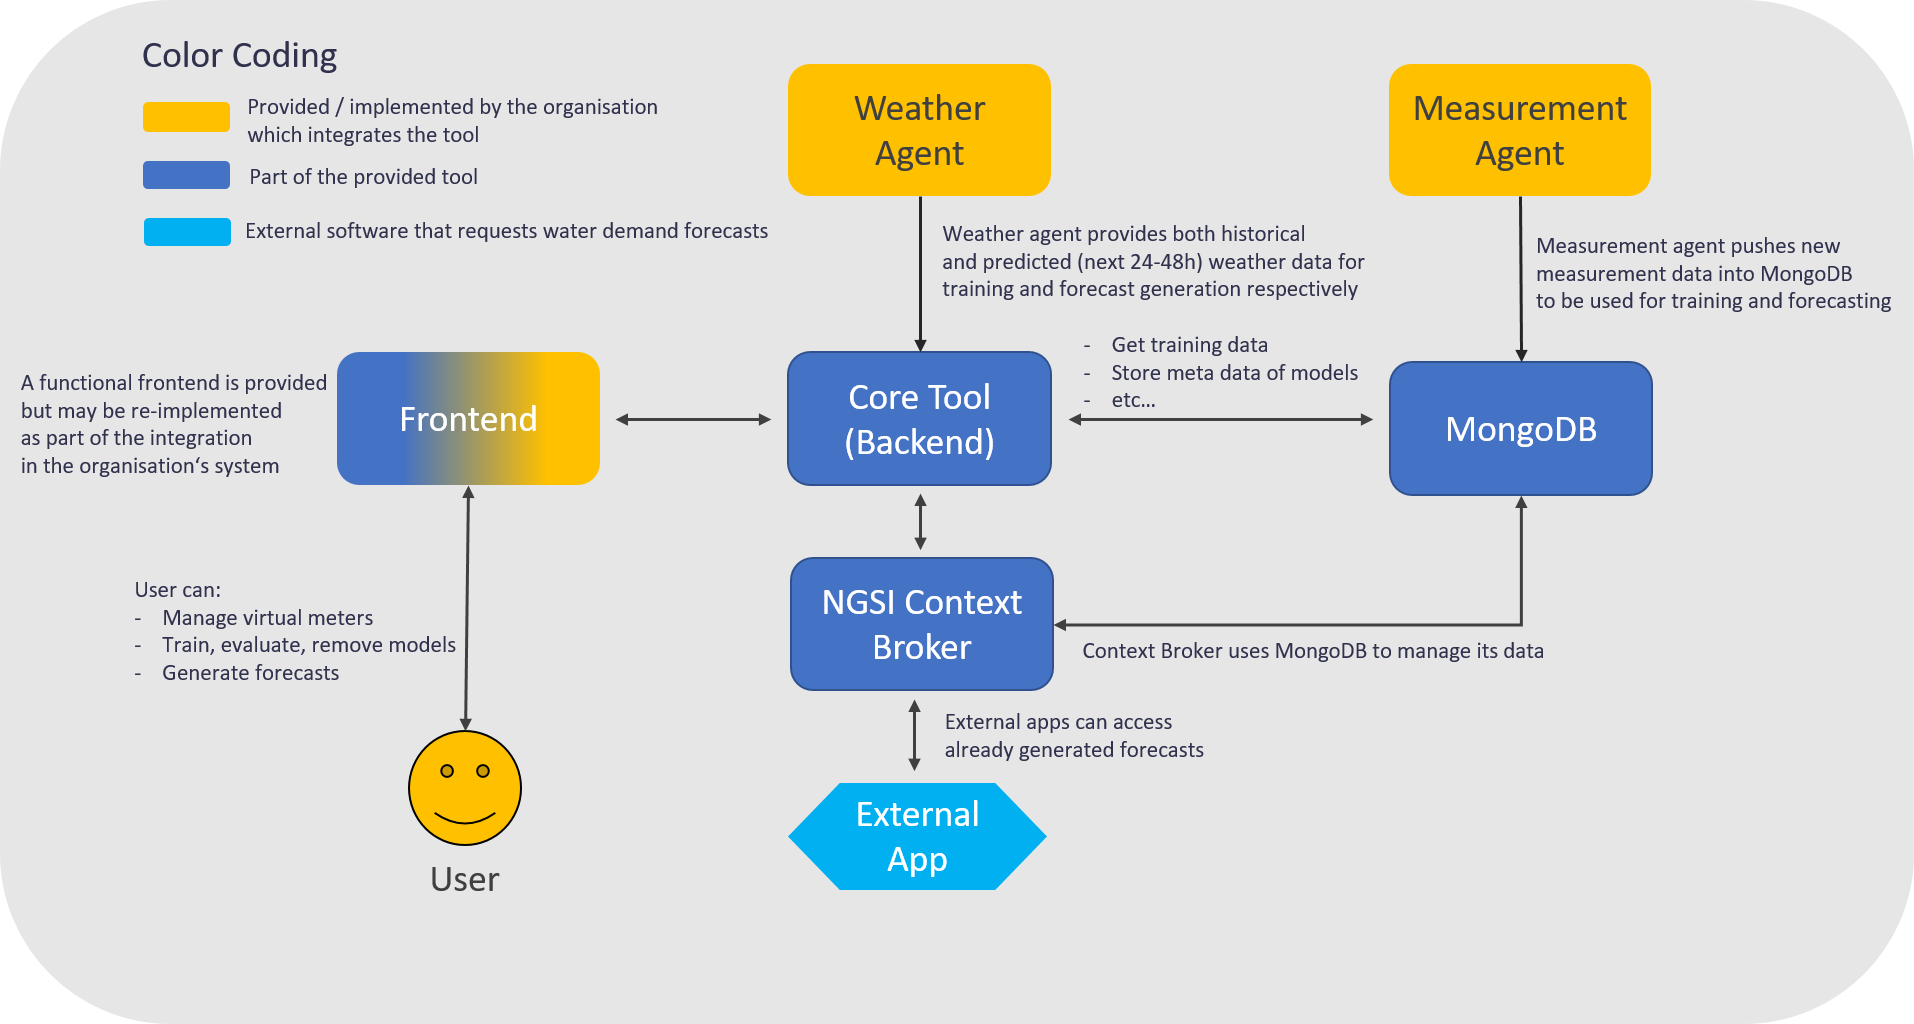 Color Coding
Provided / implemented by the organisation
which integrates the tool
Part of the provided tool
External software that requests water demand forecasts
Weather
Agent
Measurement
Agent
Weather agent provides both historical
and predicted (next 24-48h) weather data for
training and forecast generation respectively
Measurement agent pushes new
measurement data into MongoDB
to be used for training and forecasting
A functional frontend is provided
but may be re-implemented
as part of the integration
in the organisation‘s system
Frontend
Core Tool
(Backend)
- Get training data
- Store meta data of models
- etc...
MongoDB
User can:
- Manage virtual meters
- Train, evaluate, remove models
- Generate forecasts
NGSI Context
Broker
Context Broker uses MongoDB to manage its data
External apps can access
already generated forecasts
External
App
User